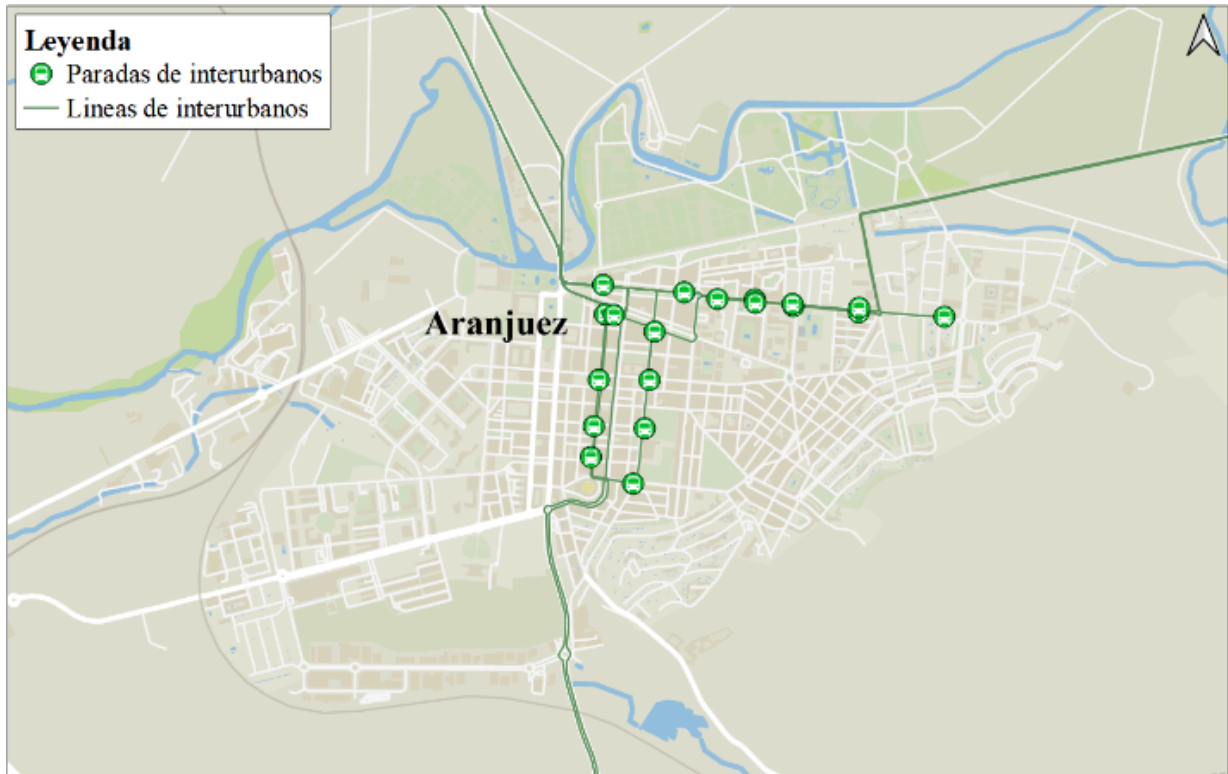 Leyenda
Paradas de interurbanos
Lineas de interurbanos
Aranjuez